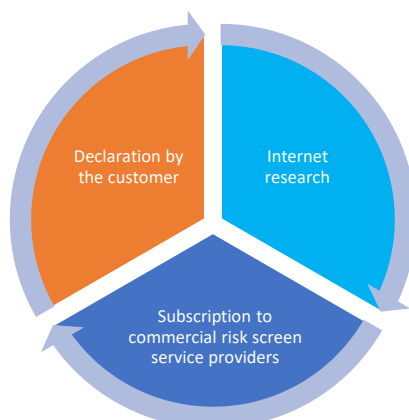 Declaration by
the customer
Internet
research
Subscription to
commercial risk screen
service providers